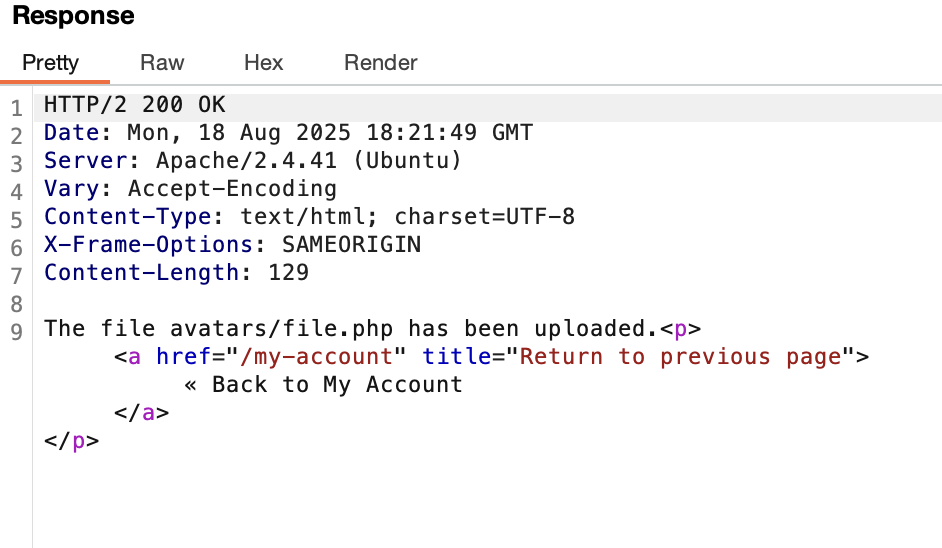 Response
Pretty Raw Hex Render
1 HTTP/2 200 OK
2 Date: Mon, 18 Aug 2025 18:21:49 GMT
3 Server: Apache/2.4.41 (Ubuntu)
4 Vary: Accept-Encoding
5 Content-Type: text/html; charset=UTF-8
6 X-Frame-Options: SAMEORIGIN
7 Content-Length: 129
8
9 The file avatars/file.php has been uploaded.<p>
<a href="/my-account" title="Return to previous page">
« Back to My Account
</a>
</p>